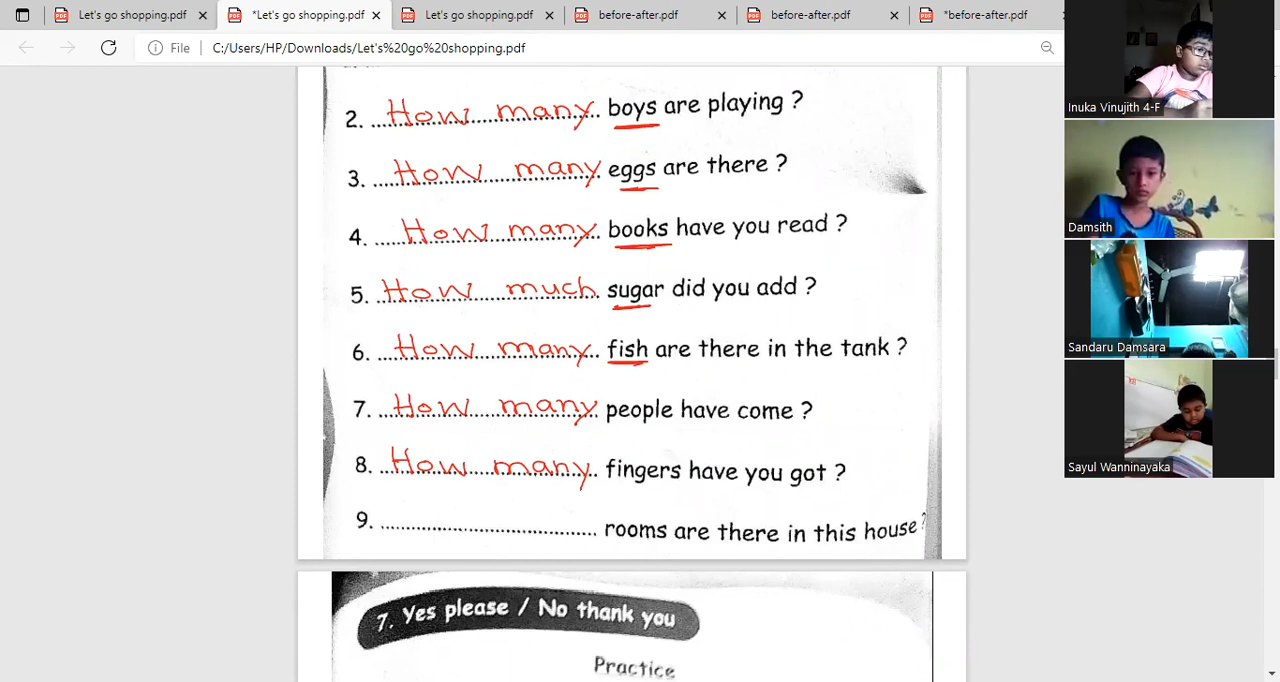 Let's go shopping.pdf
*Let's go shopping.pdf
Let's go shopping.pdf
before-after.pdf
before-after.pdf
*before-after.pdf
File
C:/Users/HP/Downloads/Let's%20go%20shopping.pdf
2. How many boys are playing ?
3. How many eggs are there ?
4. How many books have you read ?
5. How much sugar did you add ?
6. How many fish are there in the tank ?
7. How many people have come ?
8. How many fingers have you got ?
9. .................................... rooms are there in this house?
7. Yes please / No thank you
Practice
Inuka Vinujith 4-F
Damsith
Sandaru Damsara
Sayul Wanninayaka